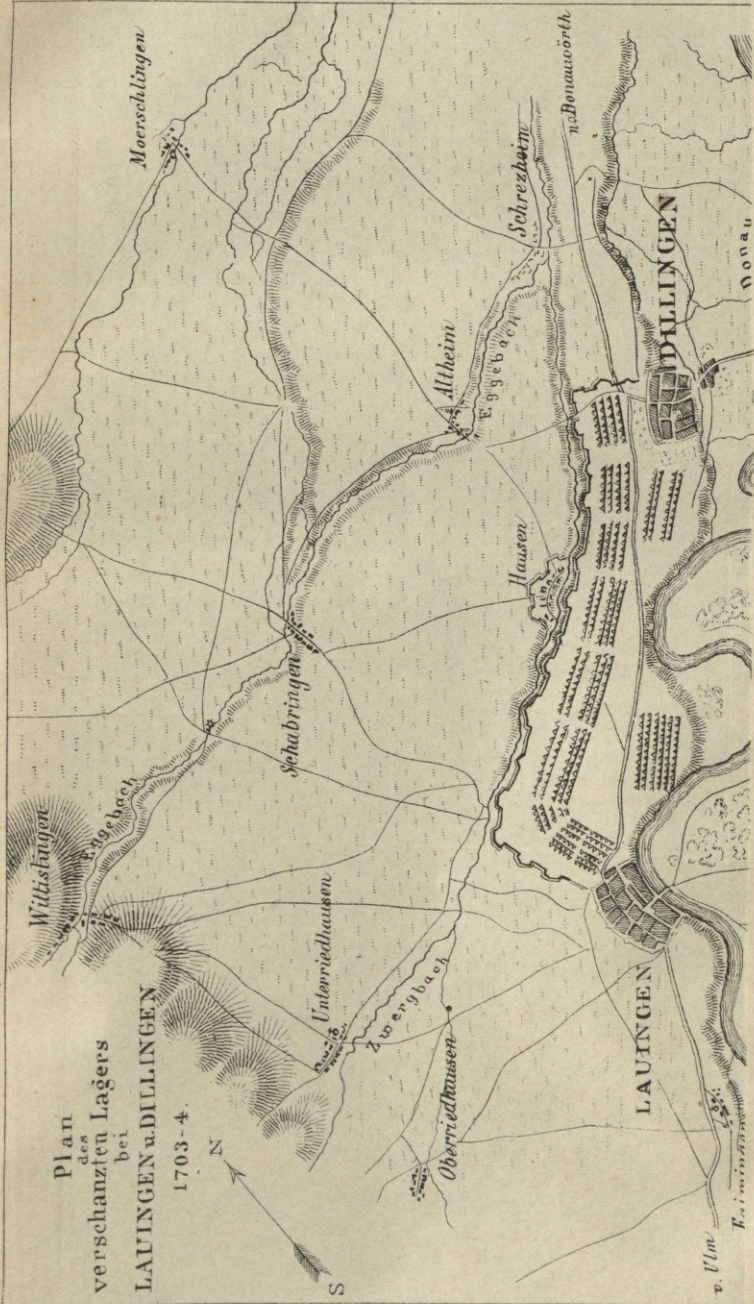 Plan
des
verschanzten Lagers
bei
LAUINGEN u. DILLINGEN
1703-4.
N
S
Wittislingen
Eggebach
Moerschlingen
Unterriedhausen
Schabringen
Altheim
Eggebach
Schrezheim
n. Donauwörth
Zwergbach
Hausen
Oberriedhausen
LAUINGEN
DILLINGEN
Donau
v. Ulm
Faimingen